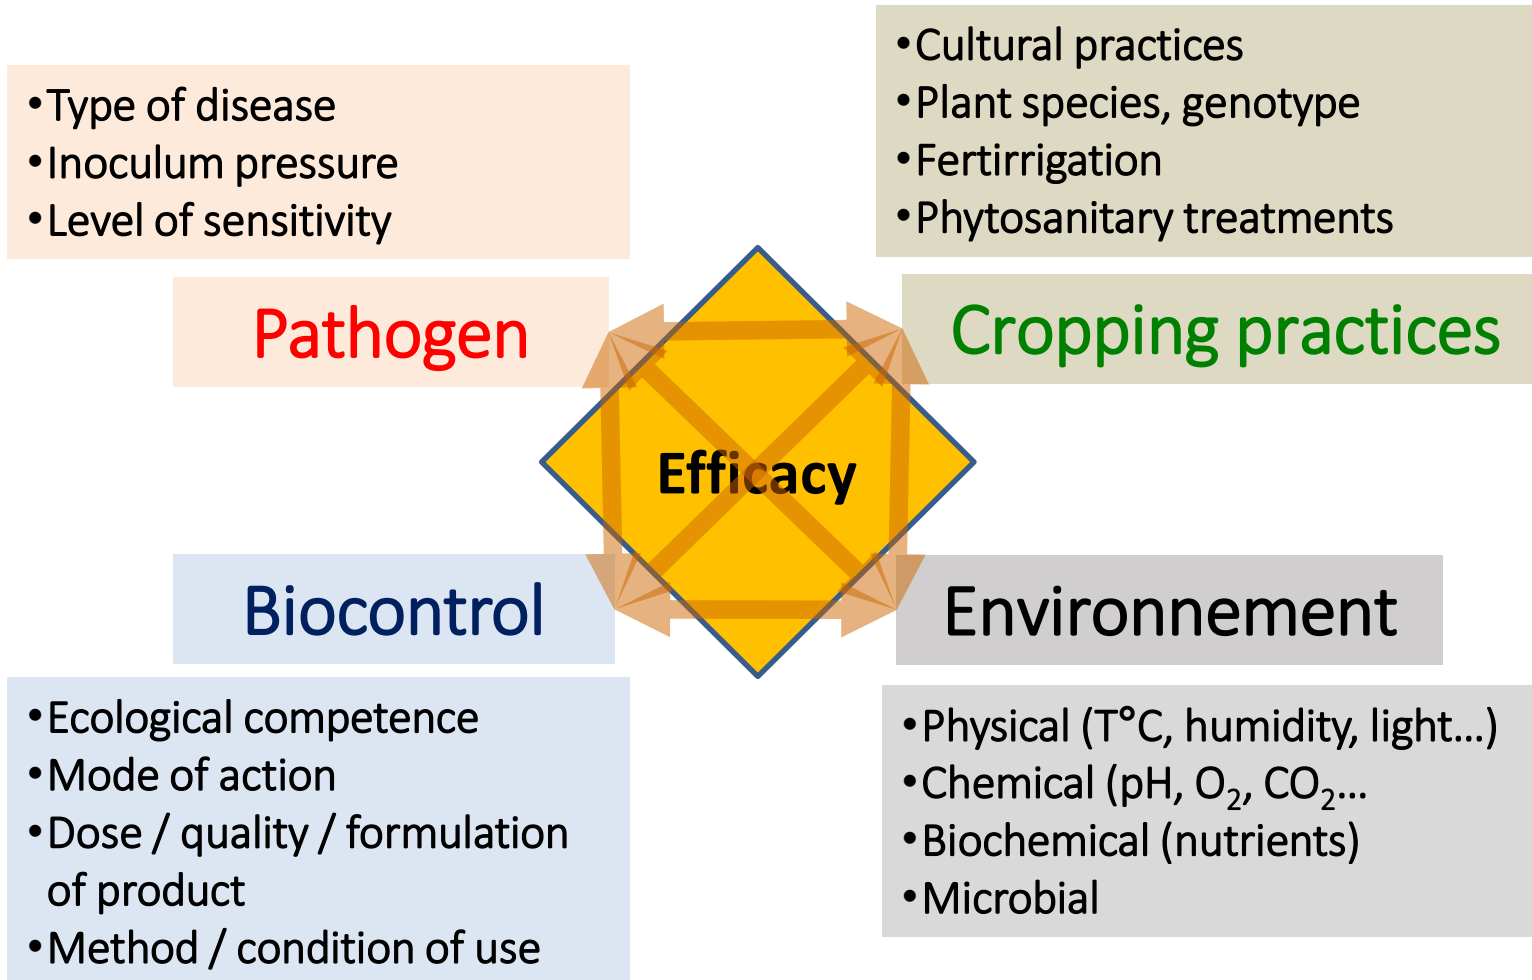 •Type of disease
•Inoculum pressure
•Level of sensitivity
Pathogen
•Cultural practices
•Plant species, genotype
•Fertirrigation
•Phytosanitary treatments
Cropping practices
Efficacy
Biocontrol
•Ecological competence
•Mode of action
•Dose / quality / formulation
of product
•Method / condition of use
Environnement
•Physical (T°C, humidity, light…)
•Chemical (pH, O₂, CO₂…
•Biochemical (nutrients)
•Microbial